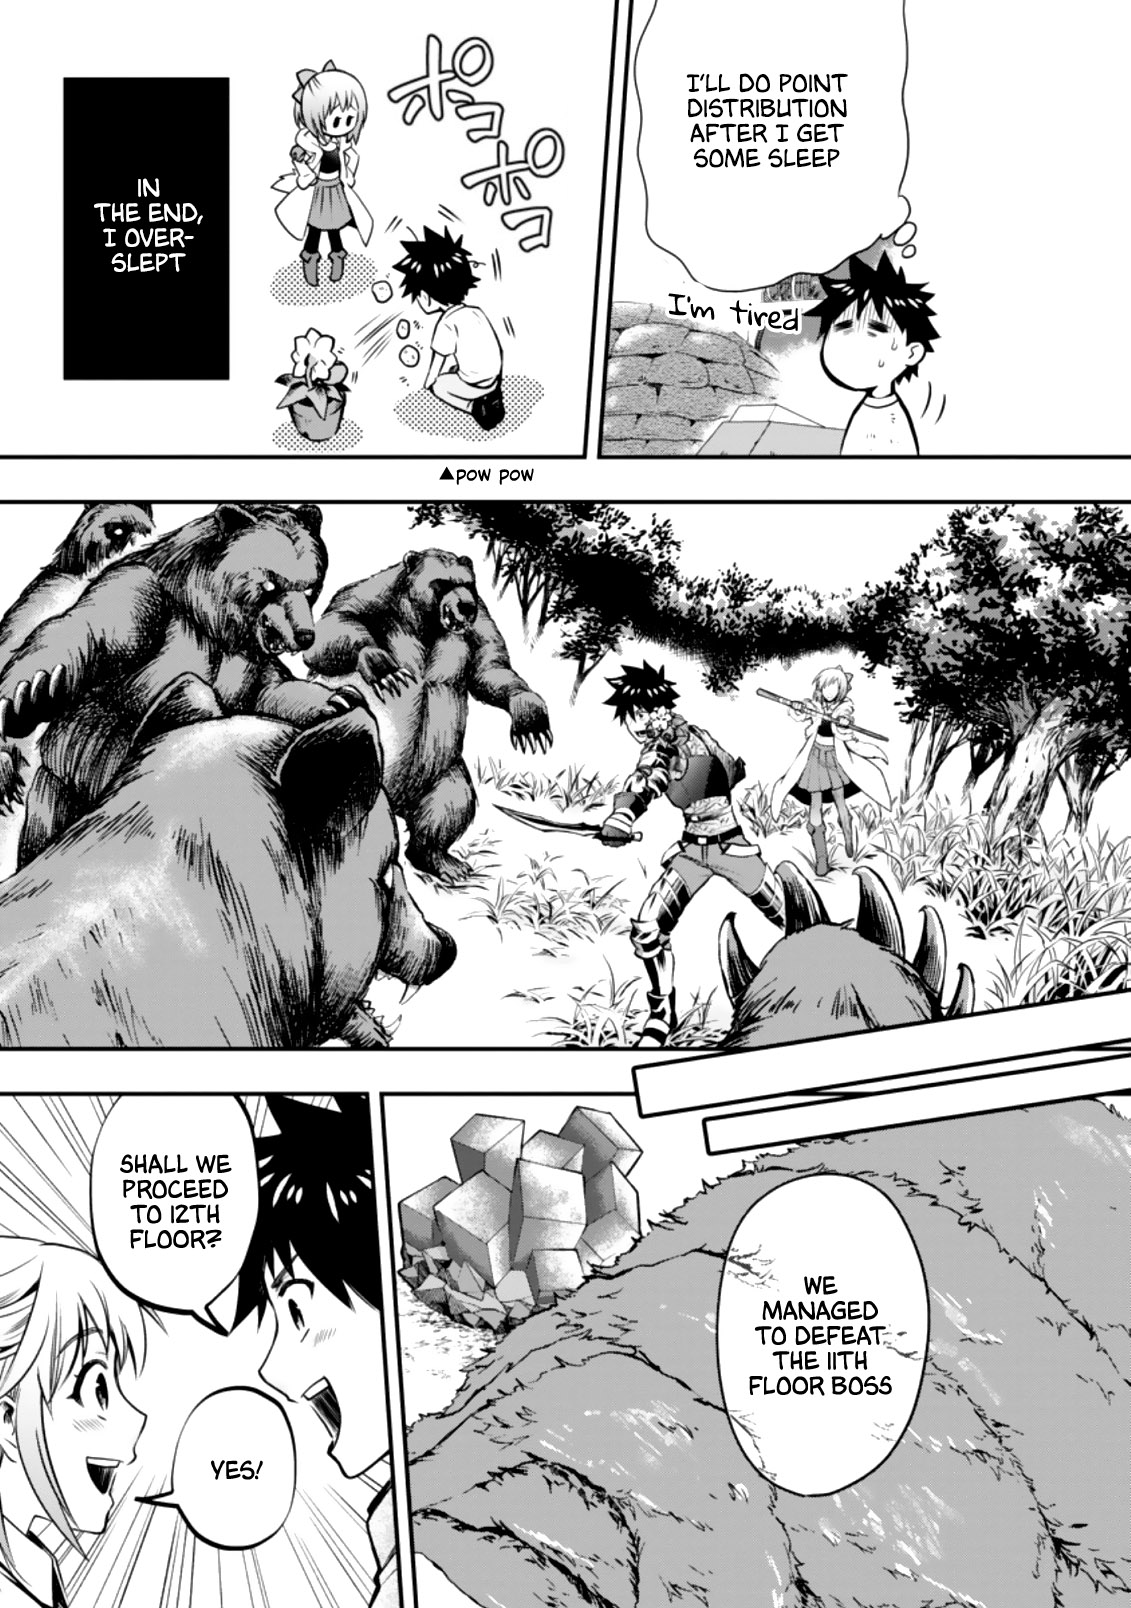 I'LL DO POINT
DISTRIBUTION
AFTER I GET
SOME SLEEP
I'm tired
ポコポコ
IN
THE END,
I OVER-
SLEPT
▲POW POW
WE
MANAGED
TO DEFEAT
THE 11TH
FLOOR BOSS
SHALL WE
PROCEED
TO 12TH
FLOOR?
YES!